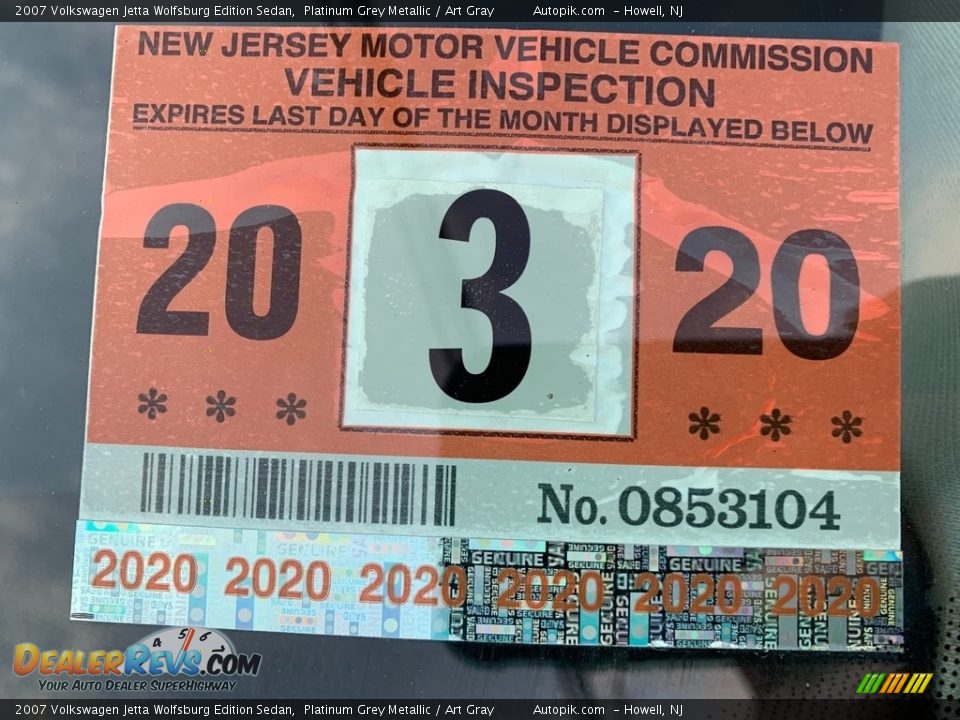 2007 Volkswagen Jetta Wolfsburg Edition Sedan, Platinum Grey Metallic / Art Gray Autopik.com - Howell, NJ
NEW JERSEY MOTOR VEHICLE COMMISSION
VEHICLE INSPECTION
EXPIRES LAST DAY OF THE MONTH DISPLAYED BELOW
20 3 20
* * * * * *
No. 0853104
2020 2020 2020 2020 2020 2020
DEALERREVS.COM
YOUR AUTO DEALER SUPERHIGHWAY
2007 Volkswagen Jetta Wolfsburg Edition Sedan, Platinum Grey Metallic / Art Gray Autopik.com - Howell, NJ